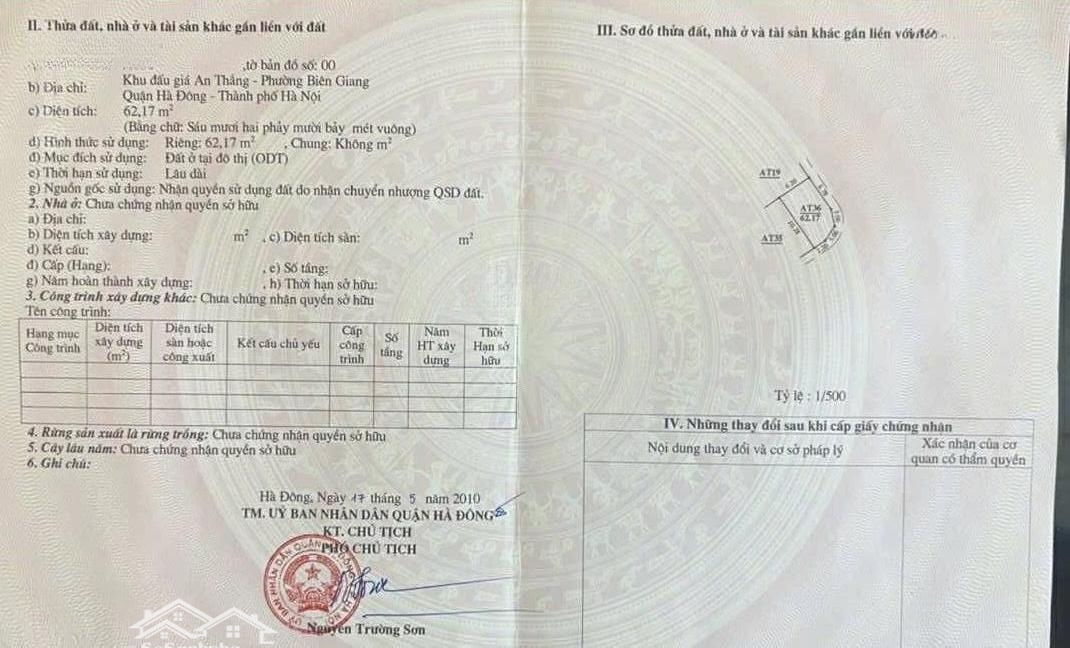 II. Thửa đất, nhà ở và tài sản khác gắn liền với đất
,tờ bản đồ số: 00
b) Địa chỉ: Khu đấu giá An Thắng - Phường Biên Giang
Quận Hà Đông - Thành phố Hà Nội
c) Diện tích: 62,17 m²
(Bằng chữ: Sáu mươi hai phảy mười bảy mét vuông)
d) Hình thức sử dụng: Riêng: 62,17 m² , Chung: Không m²
đ) Mục đích sử dụng: Đất ở tại đô thị (ODT)
e) Thời hạn sử dụng: Lâu dài
g) Nguồn gốc sử dụng: Nhận quyền sử dụng đất do nhận chuyển nhượng QSD đất.
2. Nhà ở: Chưa chứng nhận quyền sở hữu
a) Địa chỉ:
b) Diện tích xây dựng: m² , c) Diện tích sàn: m²
d) Kết cấu:
đ) Cấp (Hạng): , e) Số tầng:
g) Năm hoàn thành xây dựng: , h) Thời hạn sở hữu:
3. Công trình xây dựng khác: Chưa chứng nhận quyền sở hữu
Tên công trình:
Hạng mục Công trình
Diện tích xây dựng (m²)
Diện tích sàn hoặc công xuất
Kết cấu chủ yếu
Cấp công trình
Số tầng
Năm HT xây dựng
Thời Hạn sở hữu
4. Rừng sản xuất là rừng trồng: Chưa chứng nhận quyền sở hữu
5. Cây lâu năm: Chưa chứng nhận quyền sở hữu
6. Ghi chú:
Hà Đông, Ngày 17 tháng 5 năm 2010
TM. UỶ BAN NHÂN DÂN QUẬN HÀ ĐÔNG
KT. CHỦ TỊCH
PHÓ CHỦ TỊCH
Nguyễn Trường Sơn
III. Sơ đồ thửa đất, nhà ở và tài sản khác gắn liền với đất
AT19
6.20
AT36
62.17
10.28
AT35
Tỷ lệ : 1/500
IV. Những thay đổi sau khi cấp giấy chứng nhận
Nội dung thay đổi và cơ sở pháp lý
Xác nhận của cơ
quan có thẩm quyền